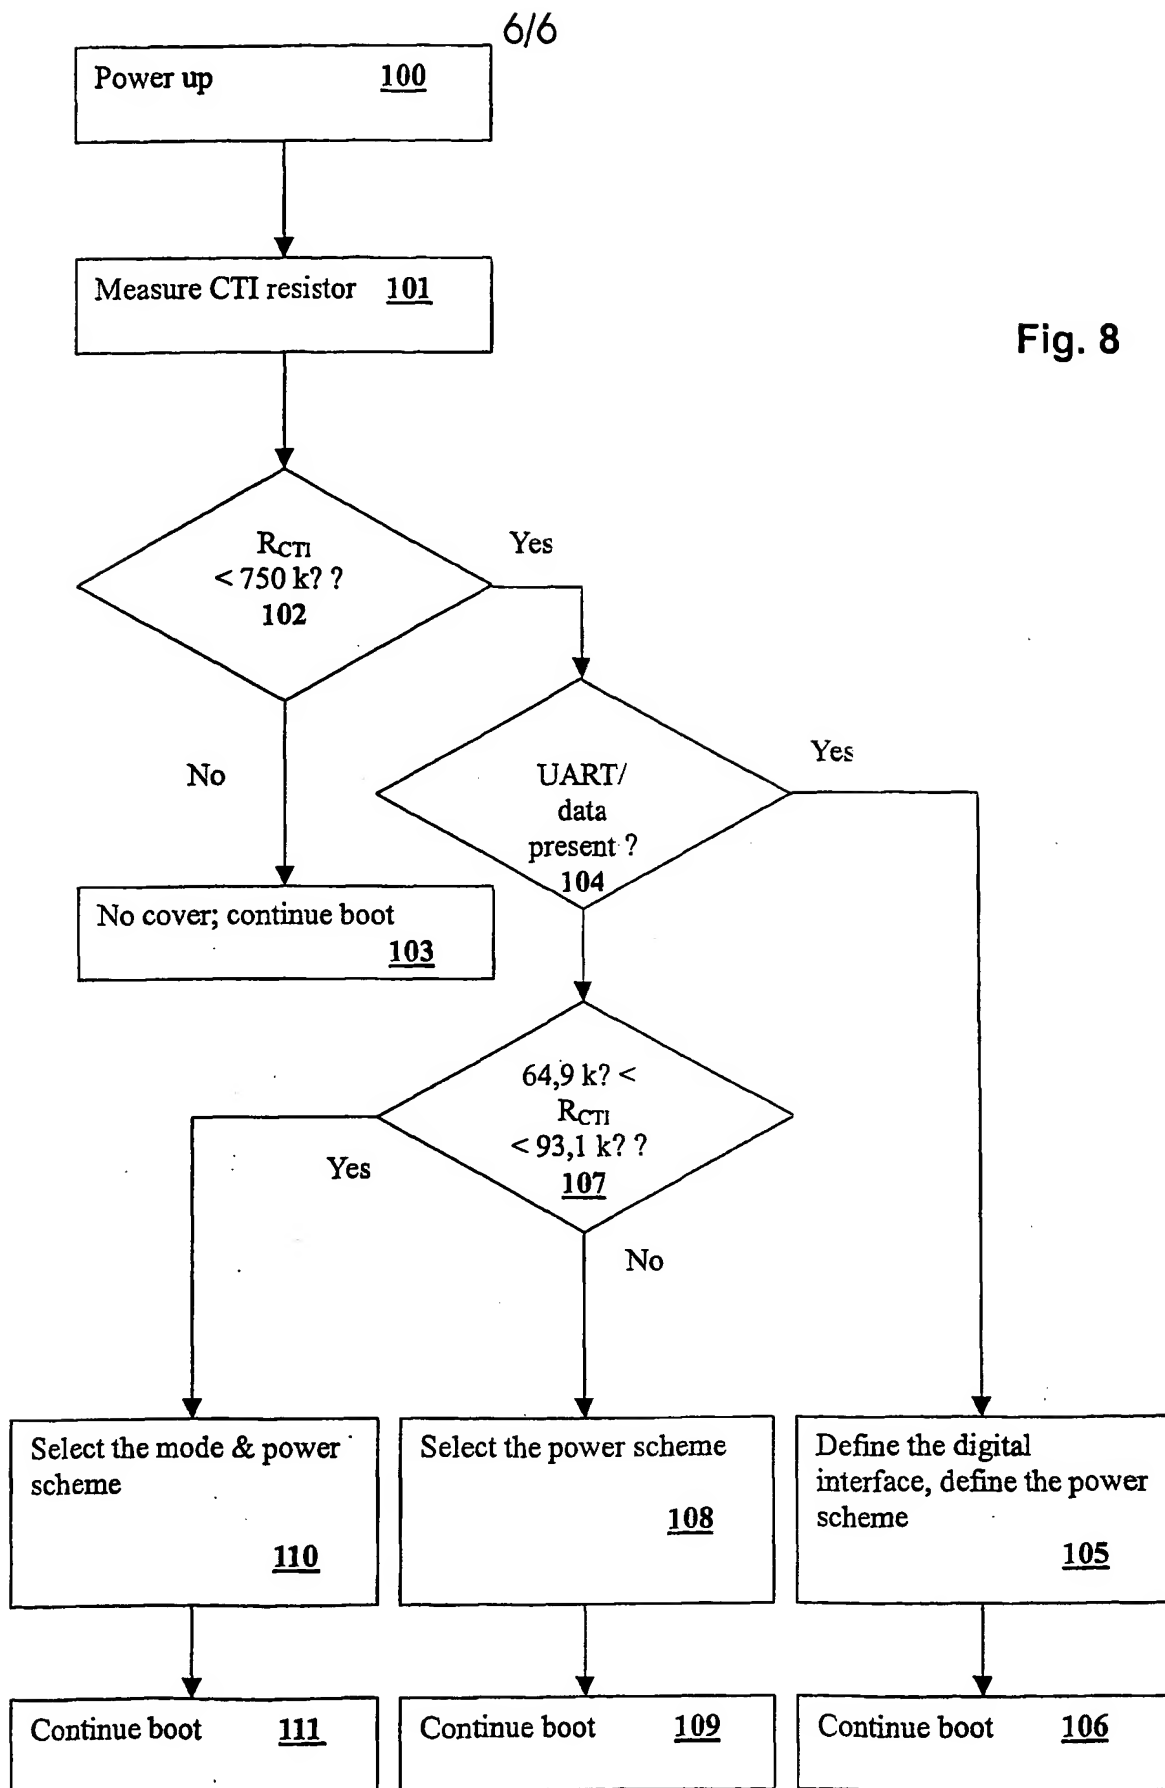 6/6
Power up 100
Measure CTI resistor 101
Fig. 8
RCTI
< 750 k? ?
102
Yes
No
UART/
data
present ?
104
Yes
No cover; continue boot
103
64,9 k? <
RCTI
< 93,1 k? ?
107
Yes
No
Select the mode & power
scheme
110
Select the power scheme
108
Define the digital
interface, define the power
scheme
105
Continue boot 111
Continue boot 109
Continue boot 106